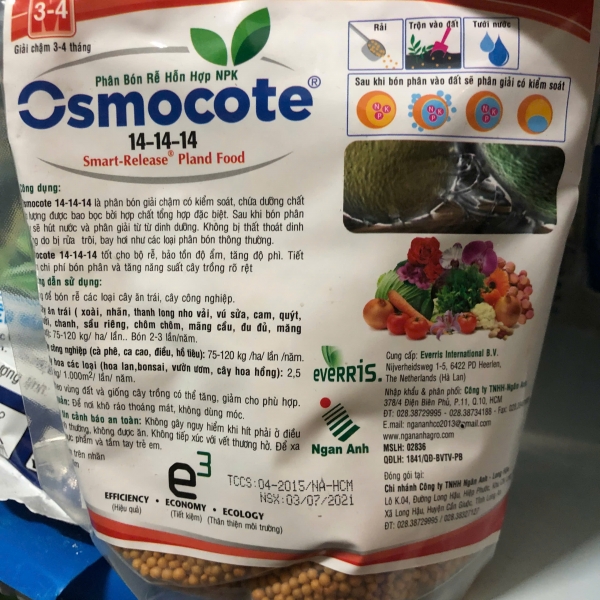 3-4
Giải chậm 3-4 tháng
Rải
Trộn vào đất
Tưới nước
Phân Bón Rễ Hỗn Hợp NPK
Osmocote®
14-14-14
Smart-Release® Pland Food
Sau khi bón phân vào đất sẽ phân giải có kiểm soát
N K P
N K P
N K P
Công dụng:
Osmocote 14-14-14 là phân bón giải chậm có kiểm soát, chứa dưỡng chất
lượng được bao bọc bởi hợp chất tổng hợp đặc biệt. Sau khi bón phân
sẽ hút nước và phân giải từ từ dinh dưỡng. Không bị thất thoát dinh
do bị rửa trôi, bay hơi như các loại phân bón thông thường.
14-14-14 tốt cho bộ rễ, bảo tồn độ ẩm, tăng độ phì. Tiết
chi phí bón phân và tăng năng suất cây trồng rõ rệt
dẫn sử dụng:
để bón rễ các loại cây ăn trái, cây công nghiệp.
ăn trái ( xoài, nhãn, thanh long nho vải, vú sữa, cam, quýt,
chanh, sầu riêng, chôm chôm, mãng cầu, đu đủ, măng
75-120 kg/ ha/ lần.. Bón 2-3 lần/năm.
công nghiệp (cà phê, ca cao, điều, hồ tiêu): 75-120 kg /ha/ lần /năm.
hoa các loại (hoa lan,bonsai, vườn ươm, cây hoa hồng): 2,5
kg/ 1.000m²/ lần/ năm.
vùng đất và giống cây trồng có thể tăng, giảm cho phù hợp.
Để nơi khô ráo thoáng mát, không dùng móc.
tin cảnh báo an toàn: Không gây nguy hiểm khi hít phải ở điều
thường, không được ăn. Không tiếp xúc với vết thương hở. Để xa
phẩm và tầm tay trẻ em.
trên nhãn
everris.
Ngan Anh
Cung cấp: Everris International B.V.
Nijverheidsweg 1-5, 6422 PD Heerlen,
The Netherlands (Hà Lan)
Nhập khẩu & phân phối: Công ty TNHH Ngân Anh
378/4 Điện Biên Phủ, P.11, Q.10, HCM
ĐT: 028.38729995 - 028.38734188 - Fax:
E.mail: ngananhco2013@gmail.com
www.ngananhagro.com
MSLH: 02836
QĐLH: 1841/QĐ-BVTV-PB
Đóng gói tại:
Chi nhánh Công ty TNHH Ngân Anh - Long
Lô K.04, Đường Long Hậu, Hiệp Phước,
Xã Long Hậu, Huyện Cần Giuộc, Tỉnh Long
ĐT: 028.38729995 /
e3
TCCS:04-2015/NA-HCM
NSX:03/07/2021
EFFICIENCY • ECONOMY • ECOLOGY
(Hiệu quả) (Tiết kiệm) (Thân thiện môi trường)